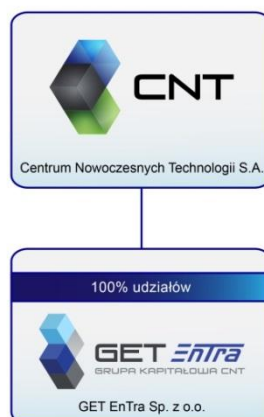 CNT
Centrum Nowoczesnych Technologii S.A.
100% udziałów
GET EnTra
GRUPA KAPITAŁOWA CNT
GET EnTra Sp. z o.o.